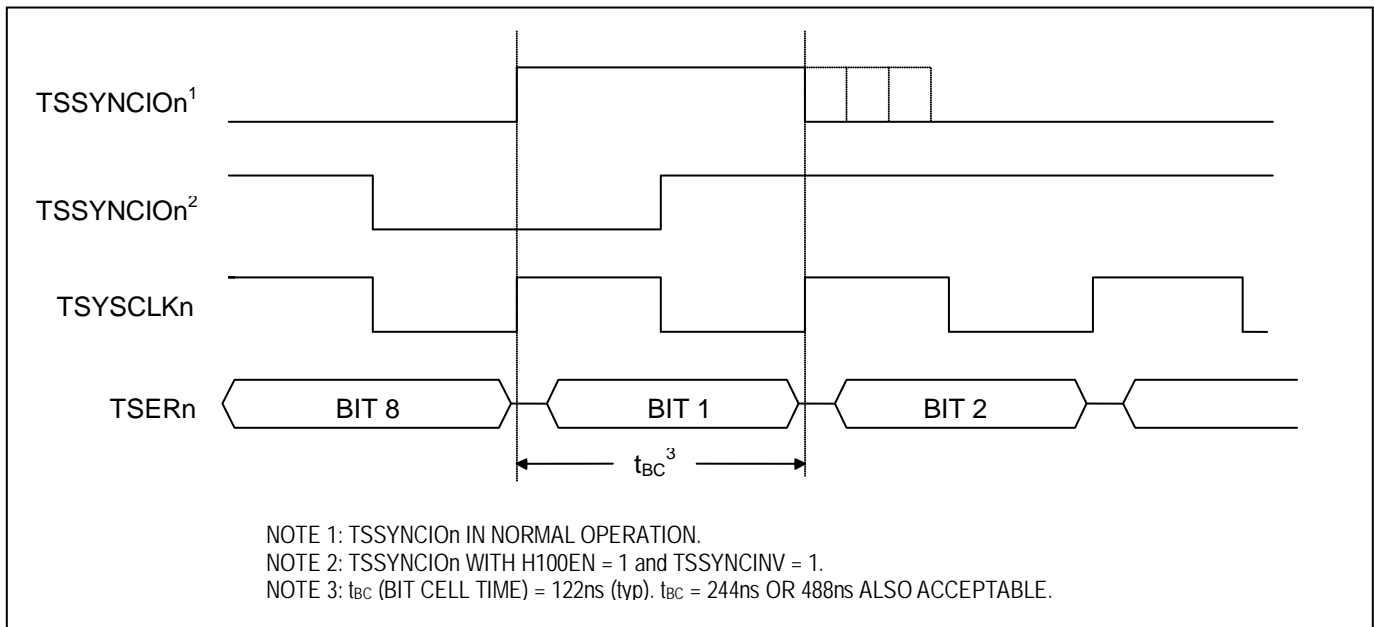 TSSYNCIOn¹
TSSYNCIOn²
TSYSCLKn
TSERn
BIT 8
BIT 1
BIT 2
tBC³
NOTE 1: TSSYNCIOn IN NORMAL OPERATION.
NOTE 2: TSSYNCIOn WITH H100EN = 1 and TSSYNCINV = 1.
NOTE 3: tBC (BIT CELL TIME) = 122ns (typ). tBC = 244ns OR 488ns ALSO ACCEPTABLE.